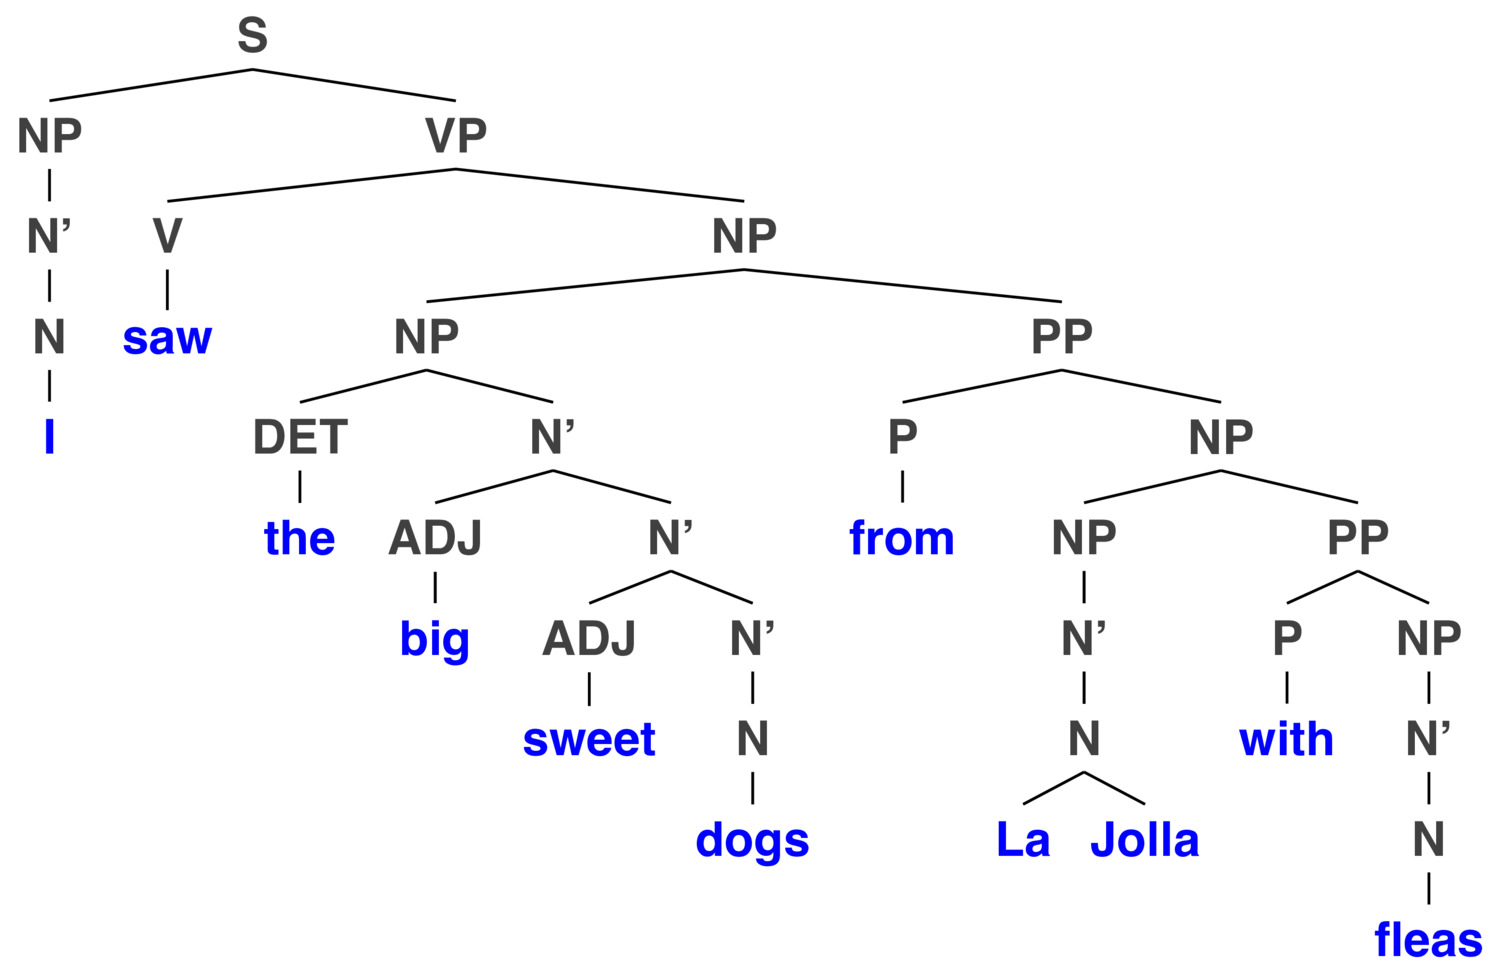 S
NP VP
N’ V NP
N saw NP PP
I DET N’ P NP
the ADJ N’ from NP PP
big ADJ N’ N’ P NP
sweet N N with N’
dogs La Jolla N
fleas